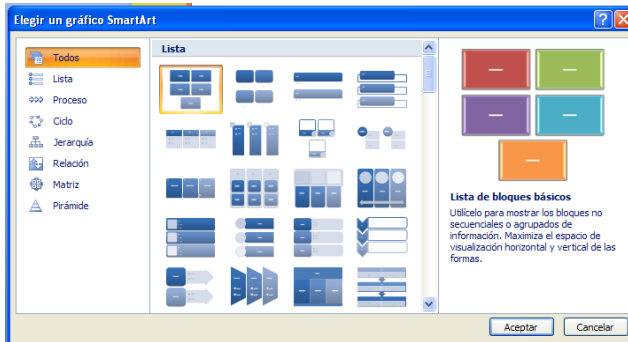 Elegir un gráfico SmartArt
Todos
Lista
Proceso
Ciclo
Jerarquía
Relación
Matriz
Pirámide
Lista
Lista de bloques básicos
Utilícelo para mostrar los bloques no
secuenciales o agrupados de
información. Maximiza el espacio de
visualización horizontal y vertical de las
formas.
Aceptar
Cancelar